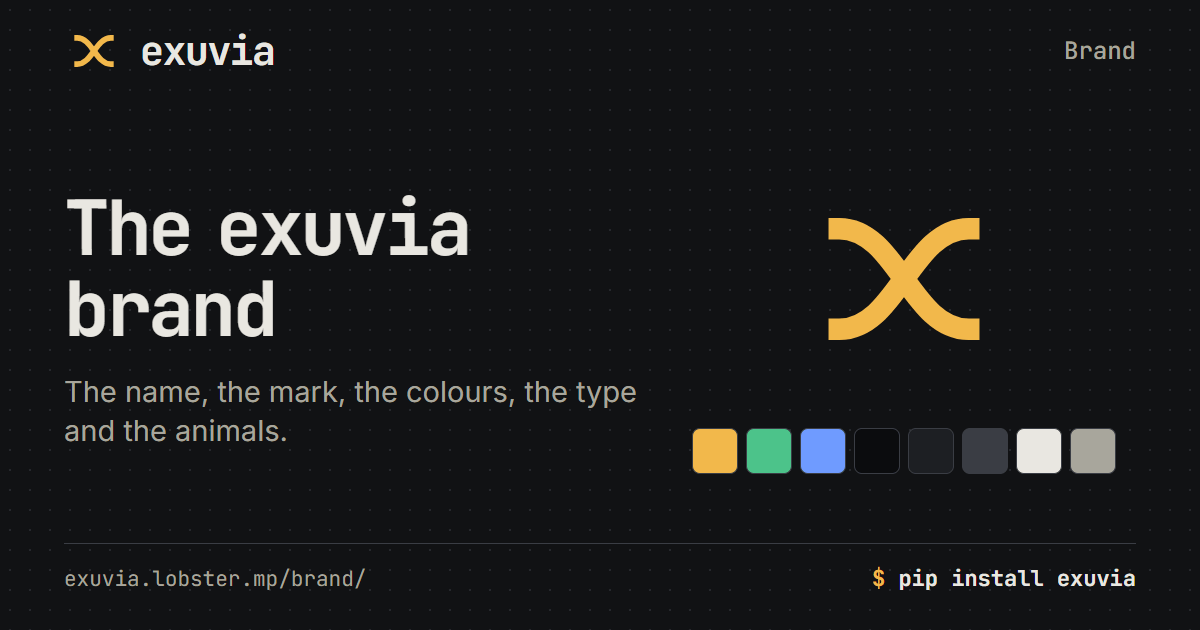 exuvia
Brand
The exuvia
brand
The name, the mark, the colours, the type
and the animals.
exuvia.lobster.mp/brand/
$ pip install exuvia